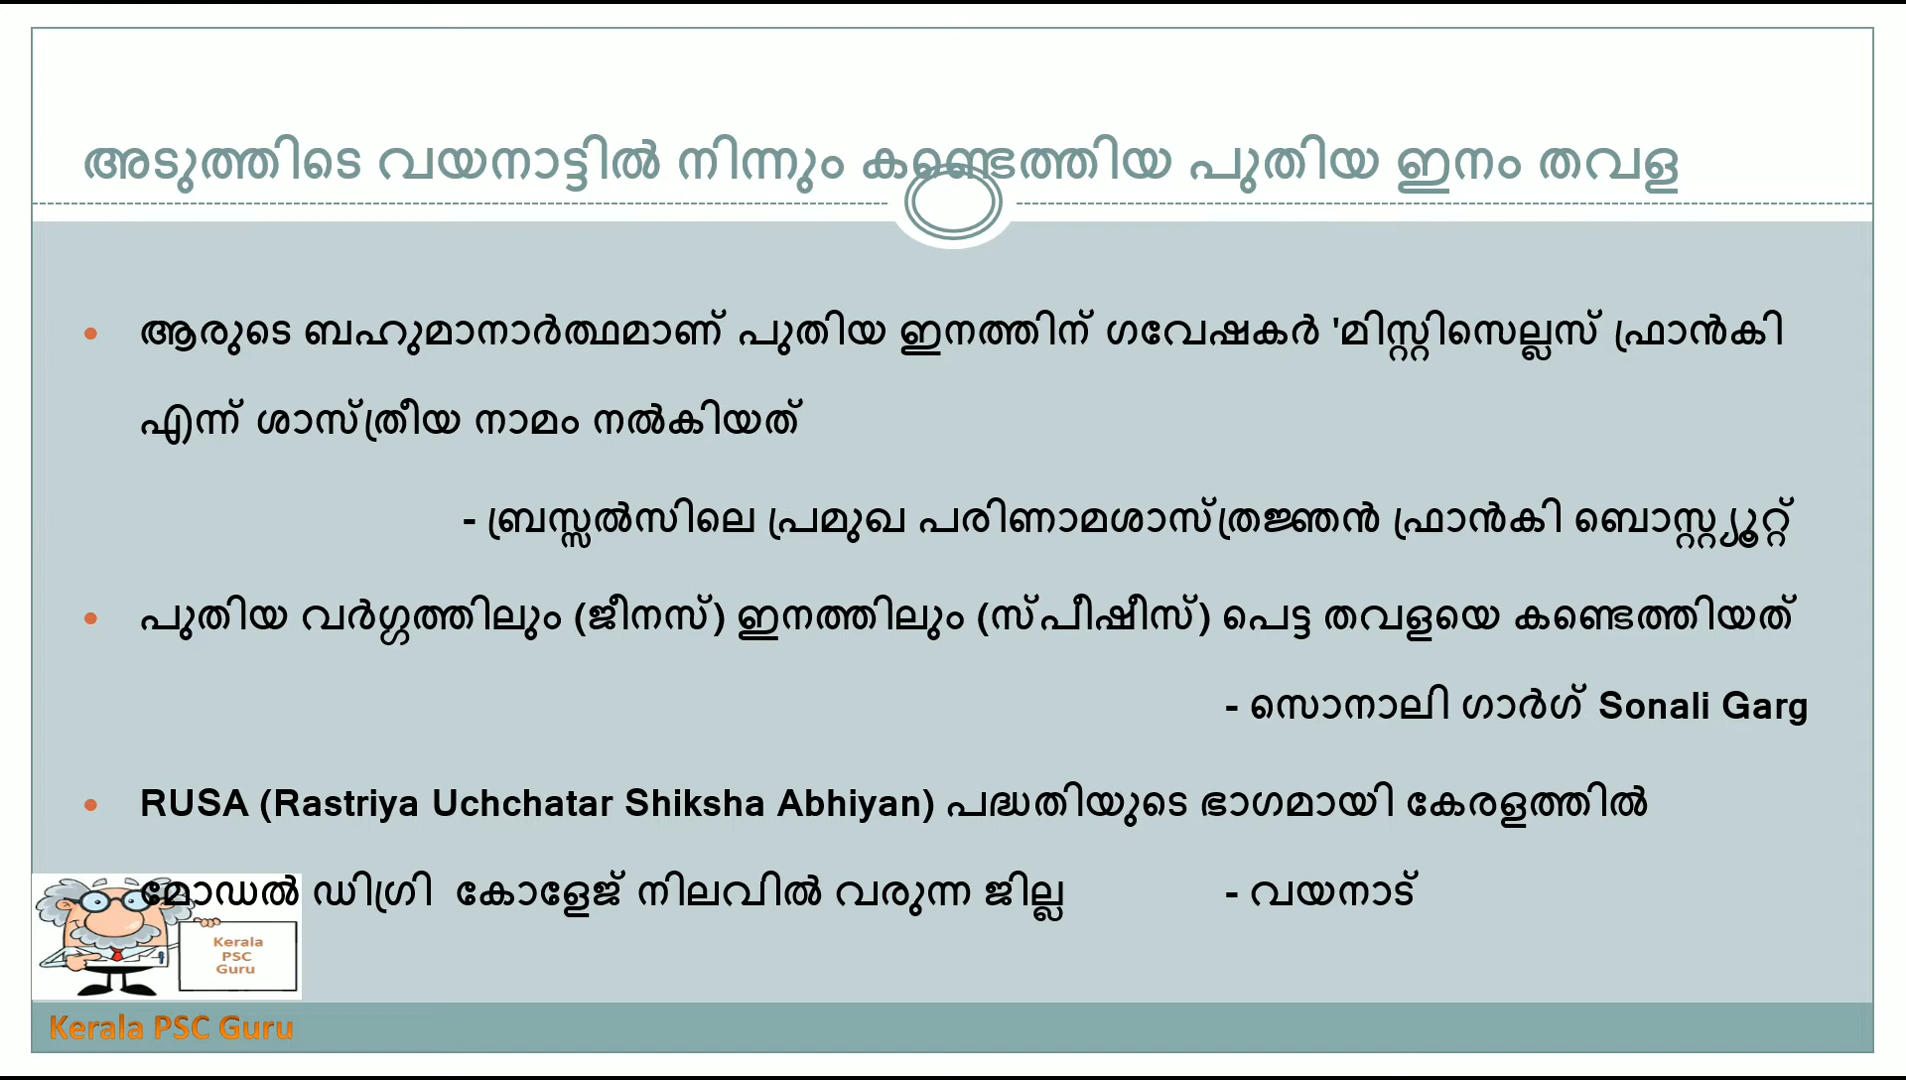 അടുത്തിടെ വയനാട്ടിൽ നിന്നും കണ്ടെത്തിയ പുതിയ ഇനം തവള
ആരുടെ ബഹുമാനാർത്ഥമാണ് പുതിയ ഇനത്തിന് ഗവേഷകർ 'മിസ്റ്റിസെല്ലസ് ഫ്രാൻകി
എന്ന് ശാസ്ത്രീയ നാമം നൽകിയത്
- ബ്രസ്സൽസിലെ പ്രമുഖ പരിണാമശാസ്ത്രജ്ഞൻ ഫ്രാൻകി ബൊസ്റ്റ്യൂറ്റ്
പുതിയ വർഗ്ഗത്തിലും (ജീനസ്) ഇനത്തിലും (സ്പീഷീസ്) പെട്ട തവളയെ കണ്ടെത്തിയത്
- സൊനാലി ഗാർഗ് Sonali Garg
RUSA (Rastriya Uchchatar Shiksha Abhiyan) പദ്ധതിയുടെ ഭാഗമായി കേരളത്തിൽ
മോഡൽ ഡിഗ്രി കോളേജ് നിലവിൽ വരുന്ന ജില്ല - വയനാട്
Kerala
PSC
Guru
Kerala PSC Guru